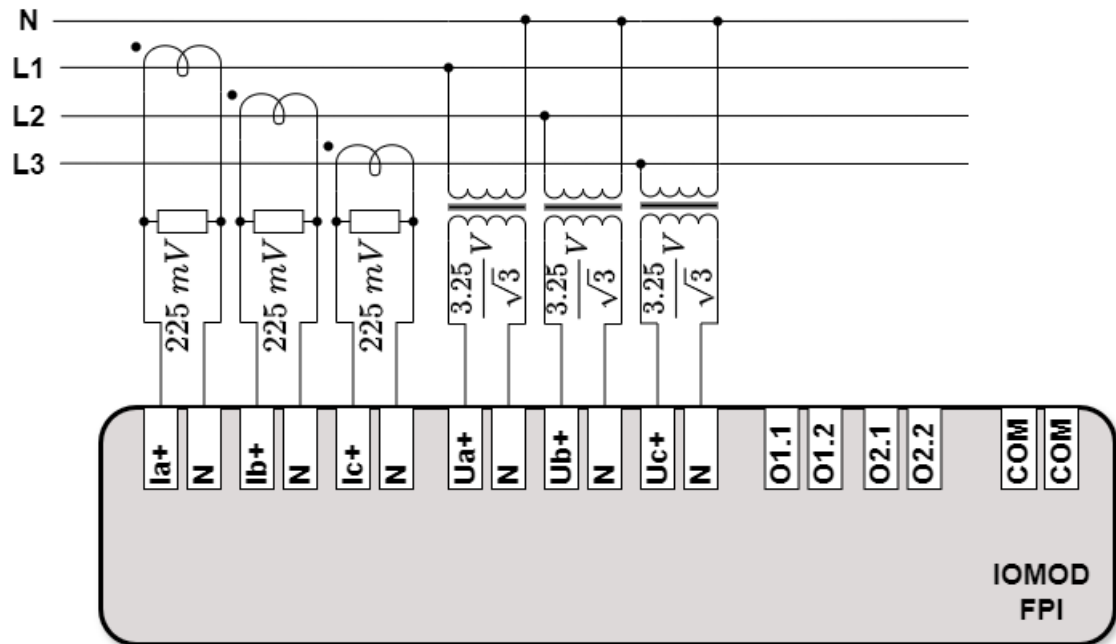 N
L1
L2
L3
225 mV
225 mV
225 mV
3.25/√3 V
3.25/√3 V
3.25/√3 V
Ia+
N
Ib+
N
Ic+
N
Ua+
N
Ub+
N
Uc+
N
O1.1
O1.2
O2.1
O2.2
COM
COM
IOMOD
FPI